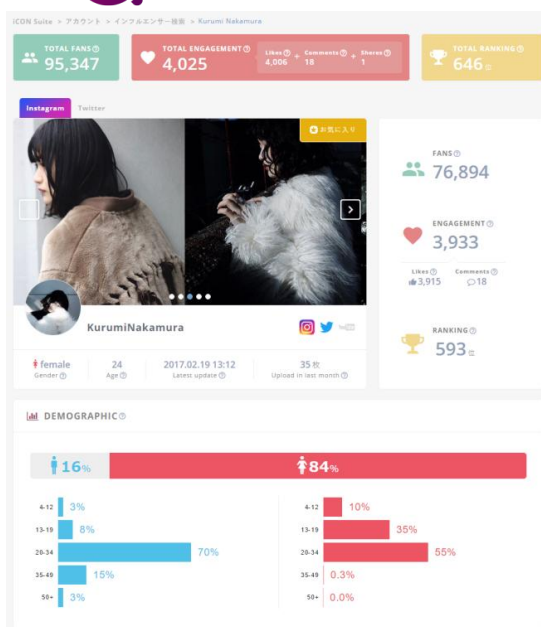 iCON Suite > アカウント > インフルエンサー検索 > Kurumi Nakamura
TOTAL FANS
95,347
TOTAL ENGAGEMENT
4,025
Likes
4,006
+
Comments
18
+
Shares
1
TOTAL RANKING
646 位
Instagram
Twitter
お気に入り
FANS
76,894
ENGAGEMENT
3,933
Likes
3,915
Comments
18
RANKING
593 位
KurumiNakamura
female
Gender
24
Age
2017.02.19 13:12
Latest update
35 枚
Upload in last month
DEMOGRAPHIC
16%
84%
4-12 3%
13-19 8%
20-34 70%
35-49 15%
50+ 3%
4-12 10%
13-19 35%
20-34 55%
35-49 0.3%
50+ 0.0%